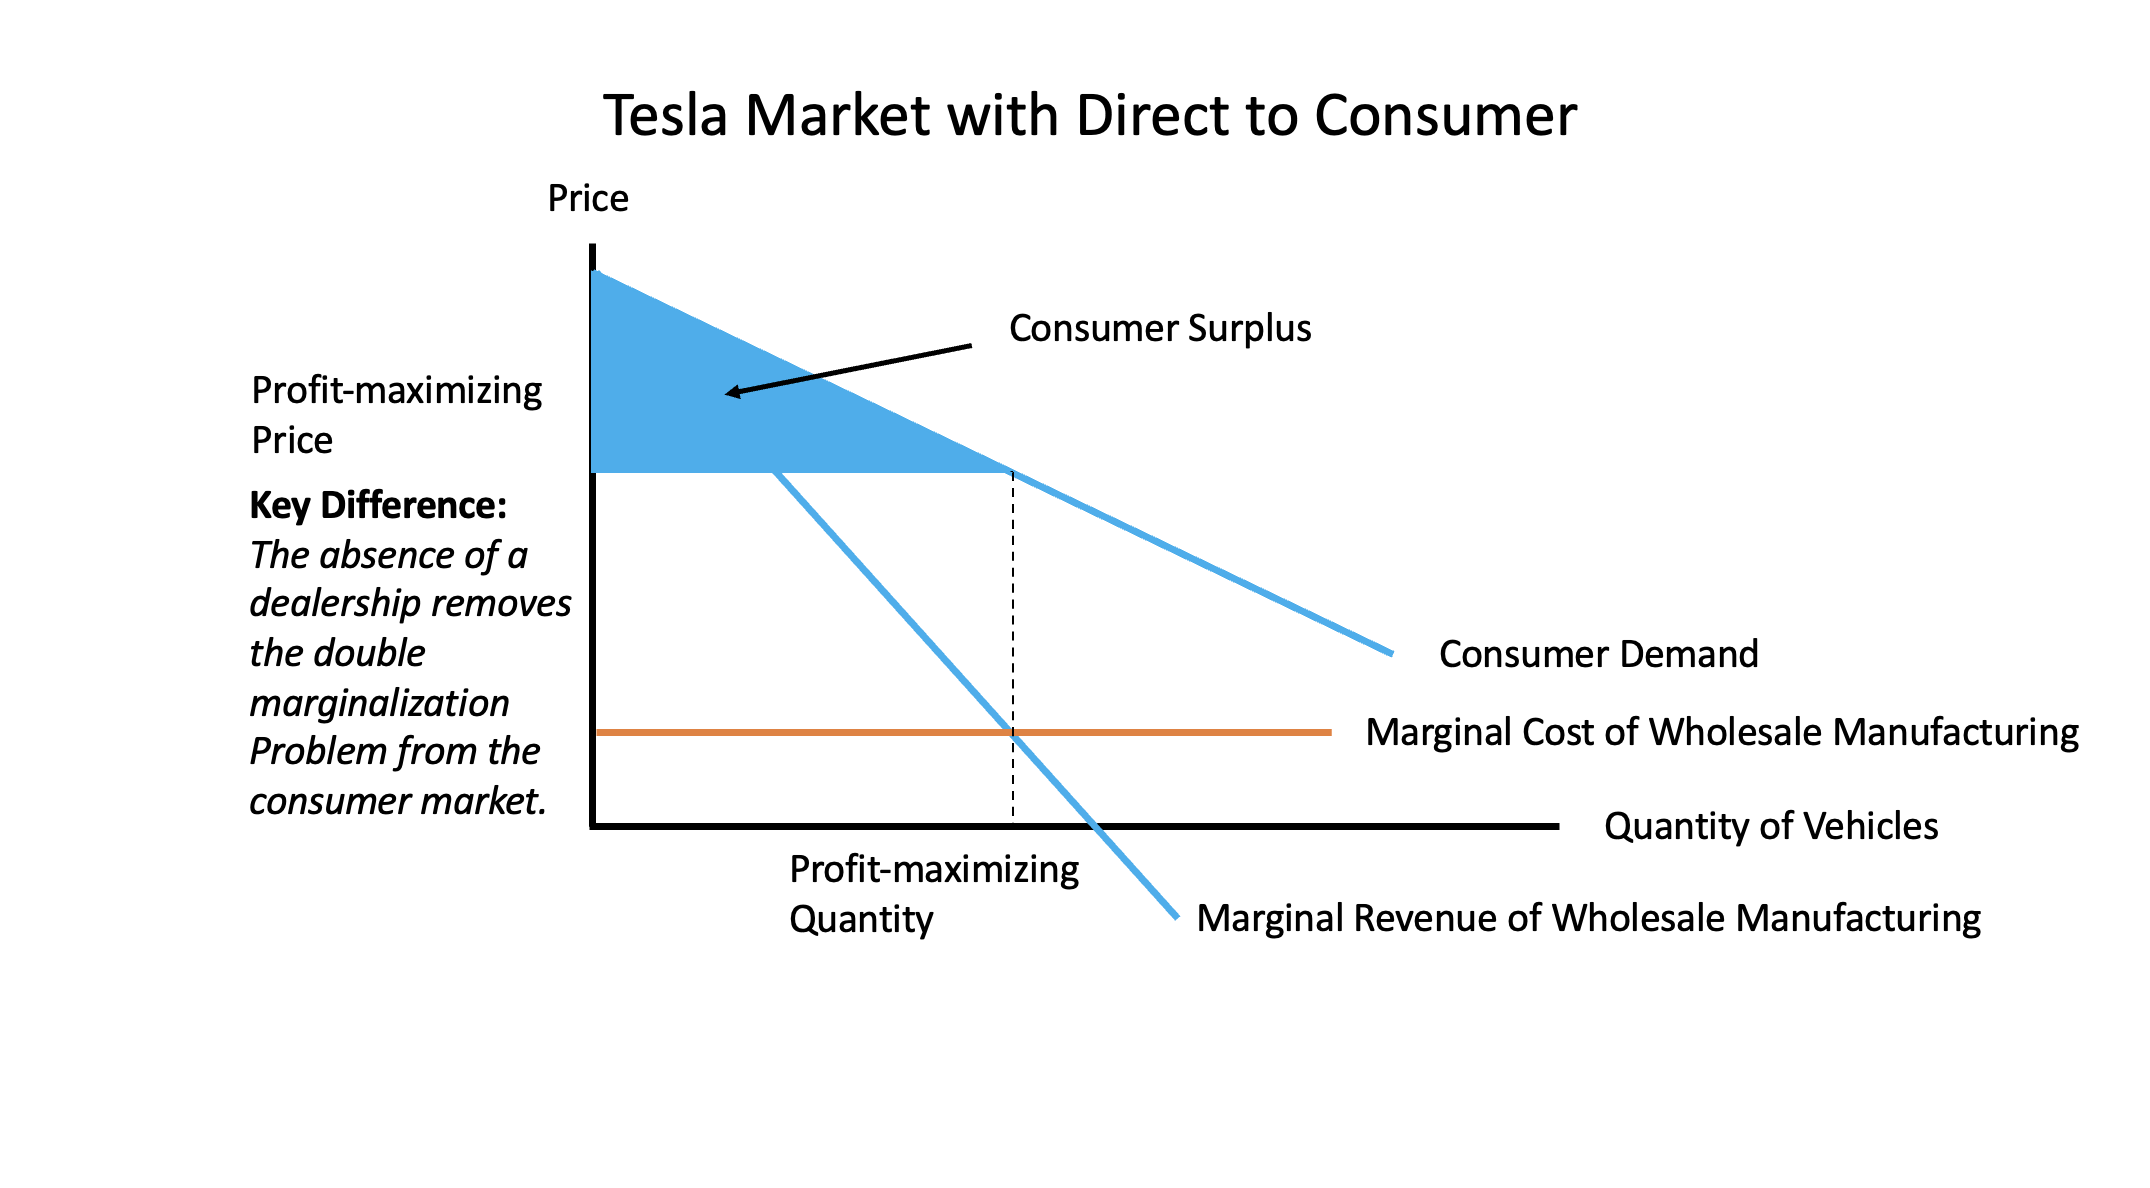 Tesla Market with Direct to Consumer
Price
Consumer Surplus
Profit-maximizing
Price
Key Difference:
The absence of a
dealership removes
the double
marginalization
Problem from the
consumer market.
Consumer Demand
Marginal Cost of Wholesale Manufacturing
Quantity of Vehicles
Profit-maximizing
Quantity
Marginal Revenue of Wholesale Manufacturing